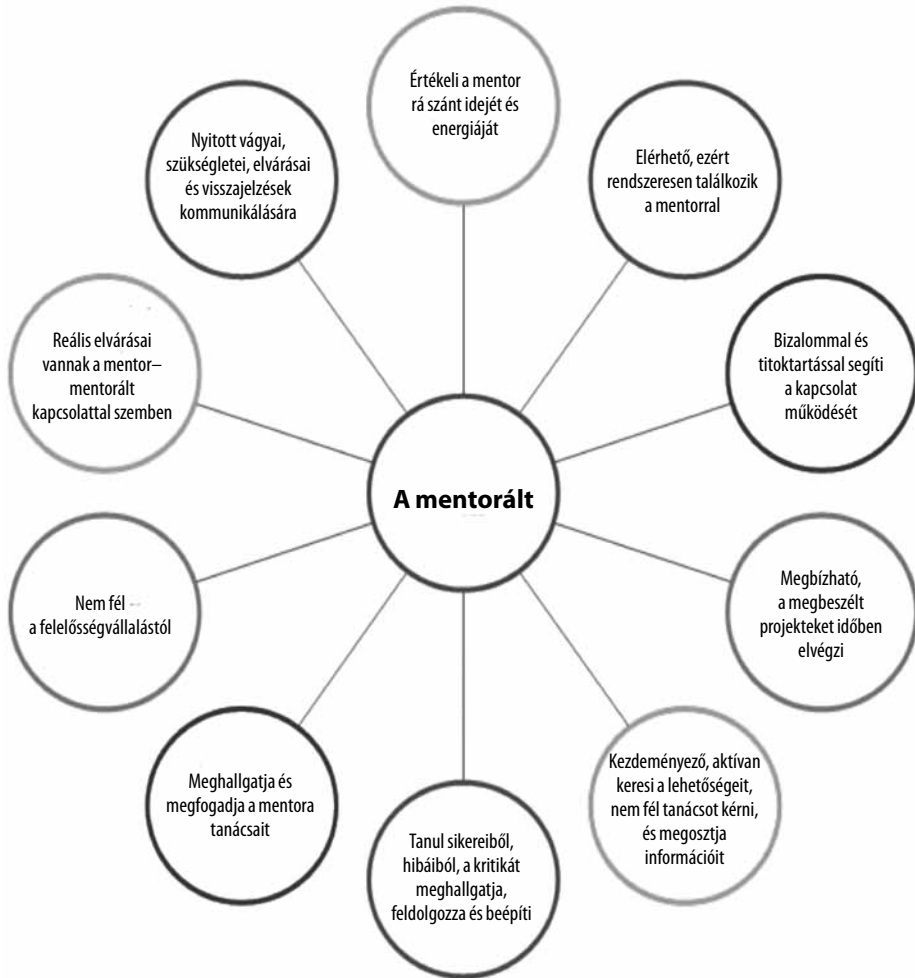 Értékeli a mentor
rá szánt idejét és
energiáját
Elérhető, ezért
rendszeresen találkozik
a mentorral
Bizalommal és
titoktartással segíti
a kapcsolat
működését
Megbízható,
a megbeszélt
projekteket időben
elvégzi
Kezdeményező, aktívan
keresi a lehetőségeit,
nem fél tanácsot kérni,
és megosztja
információit
Tanul sikereiből,
hibáiból, a kritikát
meghallgatja,
feldolgozza és beépíti
Meghallgatja és
megfogadja a mentora
tanácsait
Nem fél
a felelősségvállalástól
Reális elvárásai
vannak a mentor–
mentorált
kapcsolattal szemben
Nyitott vágyai,
szükségletei, elvárásai
és visszajelzések
kommunikálására
A mentorált